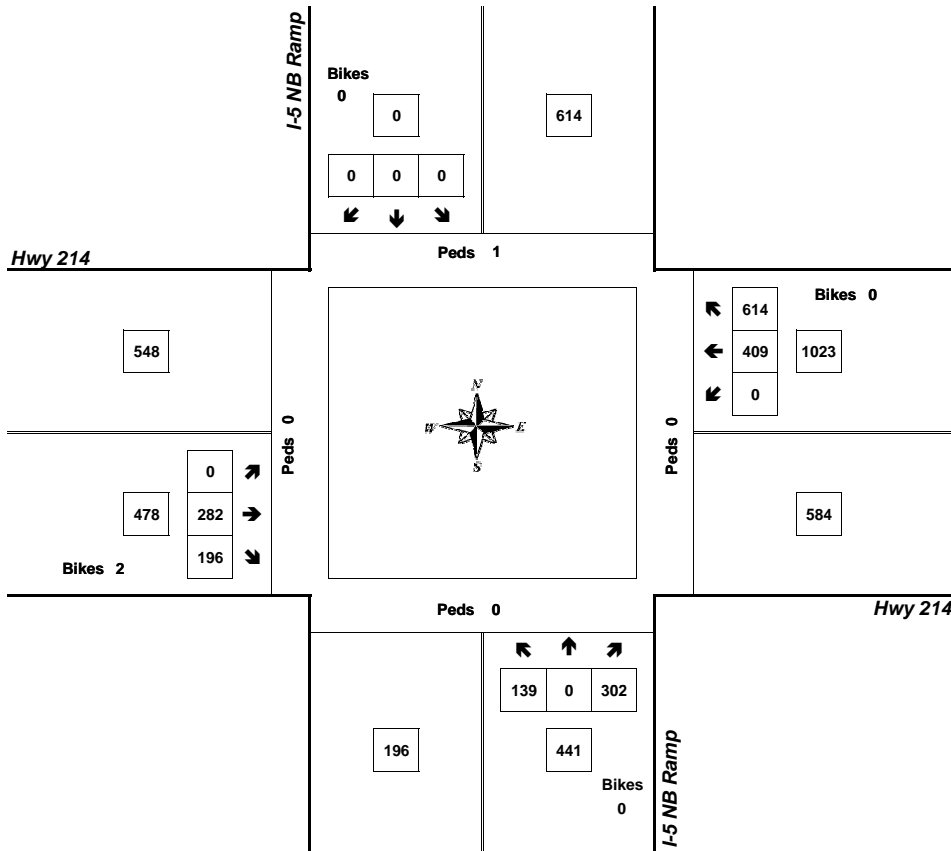 I-5 NB Ramp
Bikes
0
0
614
0 0 0
Peds 1
Hwy 214
548
614
409
0
Bikes 0
1023
Peds 0
N
W E
S
Peds 0
0
282
196
478
Bikes 2
584
Hwy 214
Peds 0
139 0 302
196
441
Bikes
0
I-5 NB Ramp